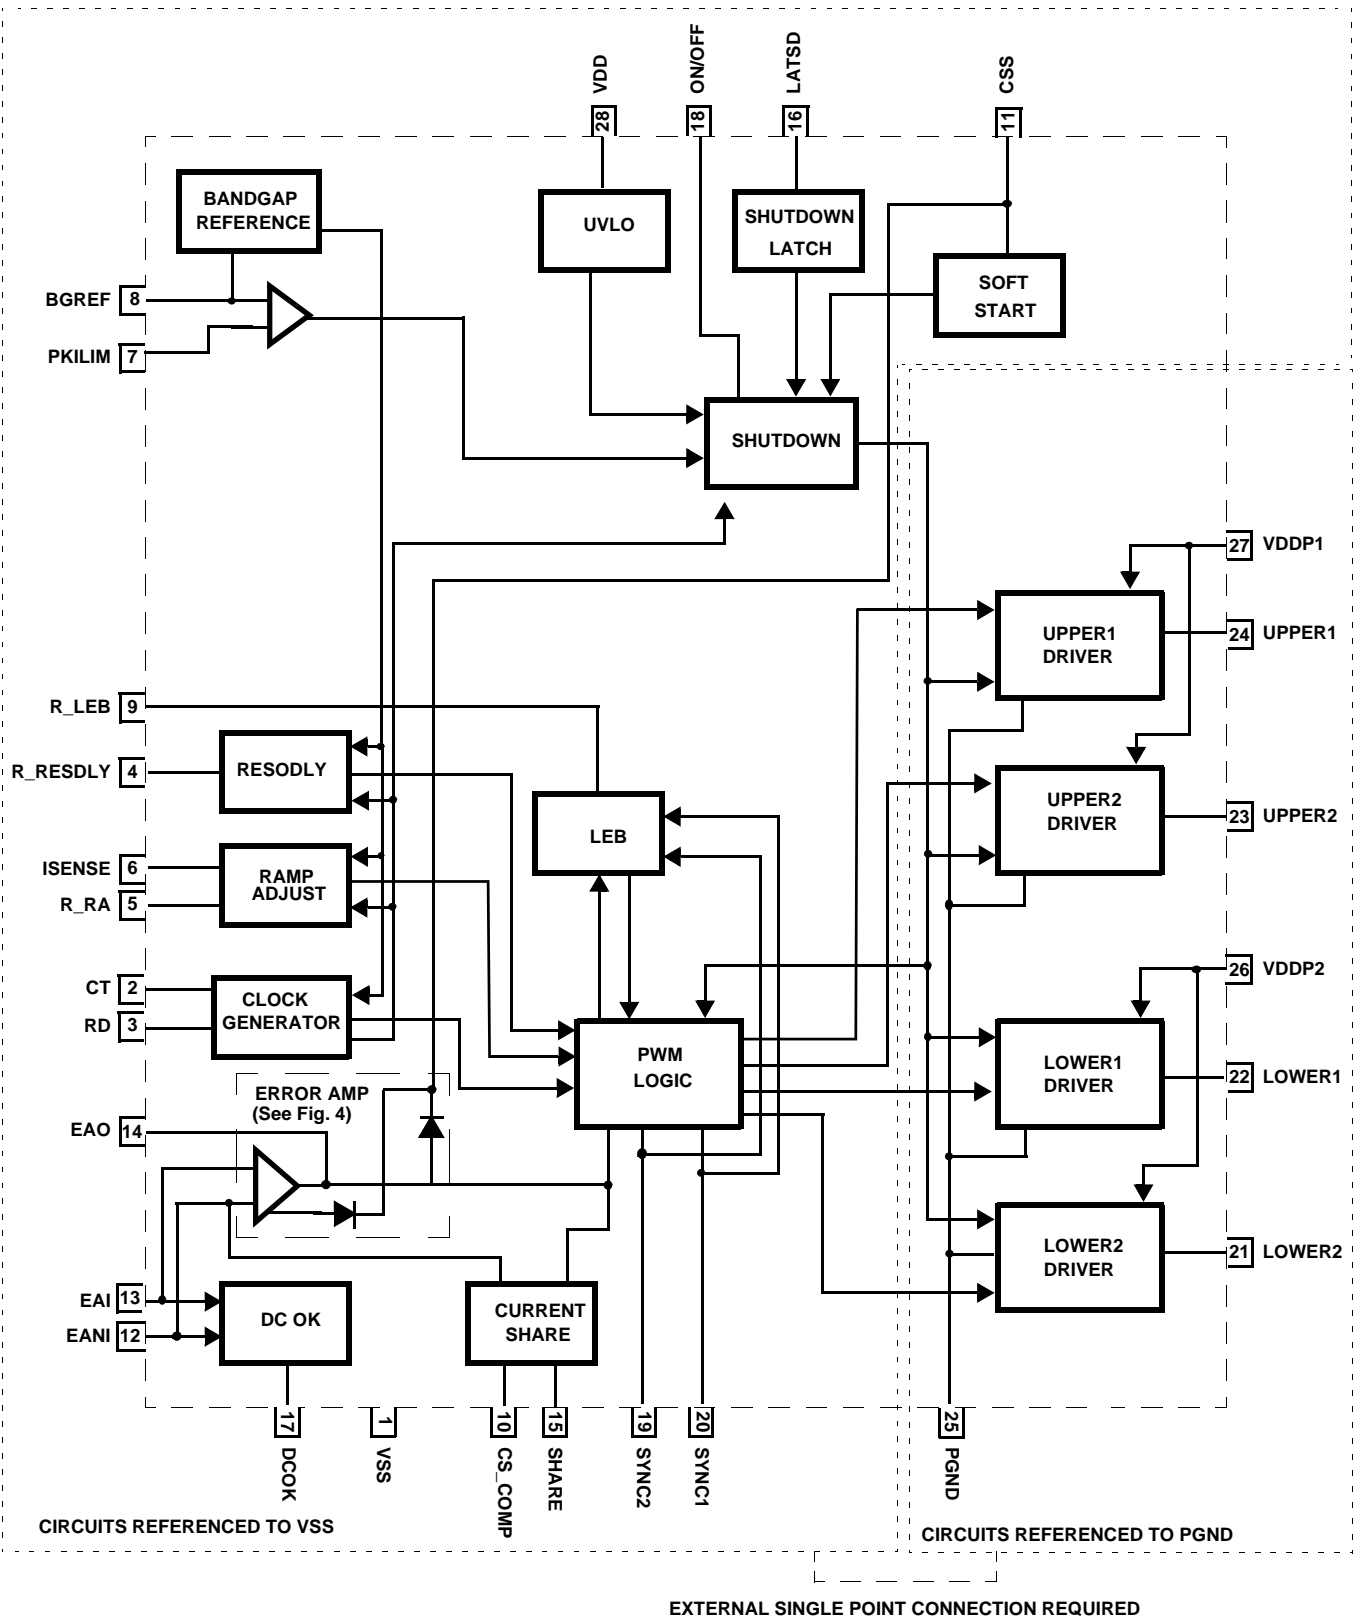 VDD
ON/OFF
LATSD
CSS
28
18
16
11
BANDGAP
REFERENCE
UVLO
SHUTDOWN
LATCH
SOFT
START
BGREF 8
PKILIM 7
SHUTDOWN
27 VDDP1
UPPER1
DRIVER
24 UPPER1
R_LEB 9
R_RESDLY 4
RESODLY
UPPER2
DRIVER
23 UPPER2
LEB
ISENSE 6
R_RA 5
RAMP
ADJUST
26 VDDP2
CT 2
RD 3
CLOCK
GENERATOR
PWM
LOGIC
LOWER1
DRIVER
22 LOWER1
ERROR AMP
(See Fig. 4)
EAO 14
LOWER2
DRIVER
21 LOWER2
EAI 13
EANI 12
DC OK
CURRENT
SHARE
17
1
10
15
19
20
25
DCOK
VSS
CS_COMP
SHARE
SYNC2
SYNC1
PGND
CIRCUITS REFERENCED TO VSS
CIRCUITS REFERENCED TO PGND
EXTERNAL SINGLE POINT CONNECTION REQUIRED